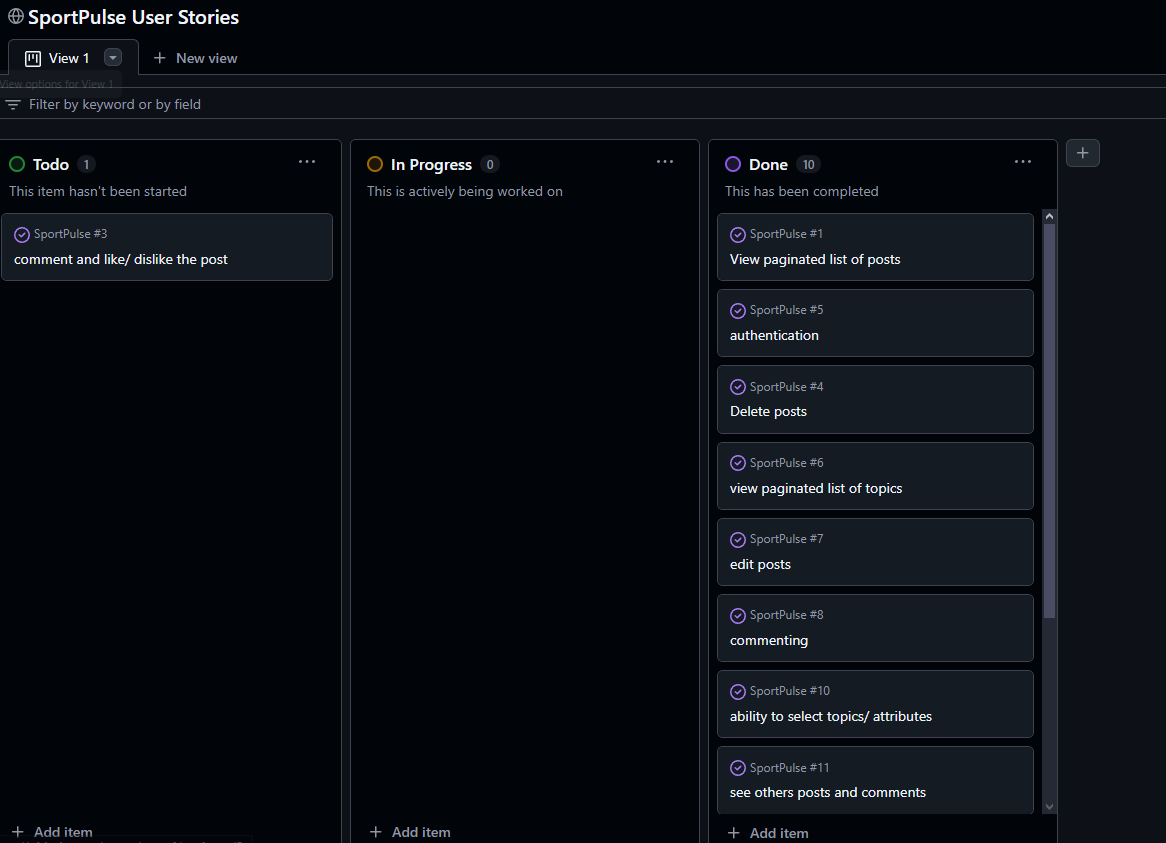 SportPulse User Stories
View 1
New view
View options for View 1
Filter by keyword or by field
Todo 1
This item hasn't been started
SportPulse #3
comment and like/ dislike the post
Add item
In Progress 0
This is actively being worked on
Add item
Done 10
This has been completed
SportPulse #1
View paginated list of posts
SportPulse #5
authentication
SportPulse #4
Delete posts
SportPulse #6
view paginated list of topics
SportPulse #7
edit posts
SportPulse #8
commenting
SportPulse #10
ability to select topics/ attributes
SportPulse #11
see others posts and comments
Add item